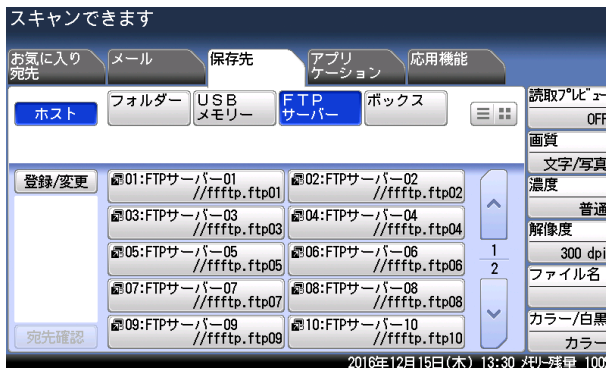 スキャンできます
お気に入り
宛先
メール
保存先
アプリ
ケーション
応用機能
ホスト
フォルダー
USB
メモリー
FTP
サーバー
ボックス
登録/変更
01:FTPサーバー01
//ffftp.ftp01
02:FTPサーバー02
//ffftp.ftp02
03:FTPサーバー03
//ffftp.ftp03
04:FTPサーバー04
//ffftp.ftp04
05:FTPサーバー05
//ffftp.ftp05
06:FTPサーバー06
//ffftp.ftp06
07:FTPサーバー07
//ffftp.ftp07
08:FTPサーバー08
//ffftp.ftp08
09:FTPサーバー09
//ffftp.ftp09
10:FTPサーバー10
//ffftp.ftp10
1
2
宛先確認
読取プレビュー
OFF
画質
文字/写真
濃度
普通
解像度
300 dpi
ファイル名
カラー/白黒
カラー
2016年12月15日(木) 13:30 メモリー残量 100%